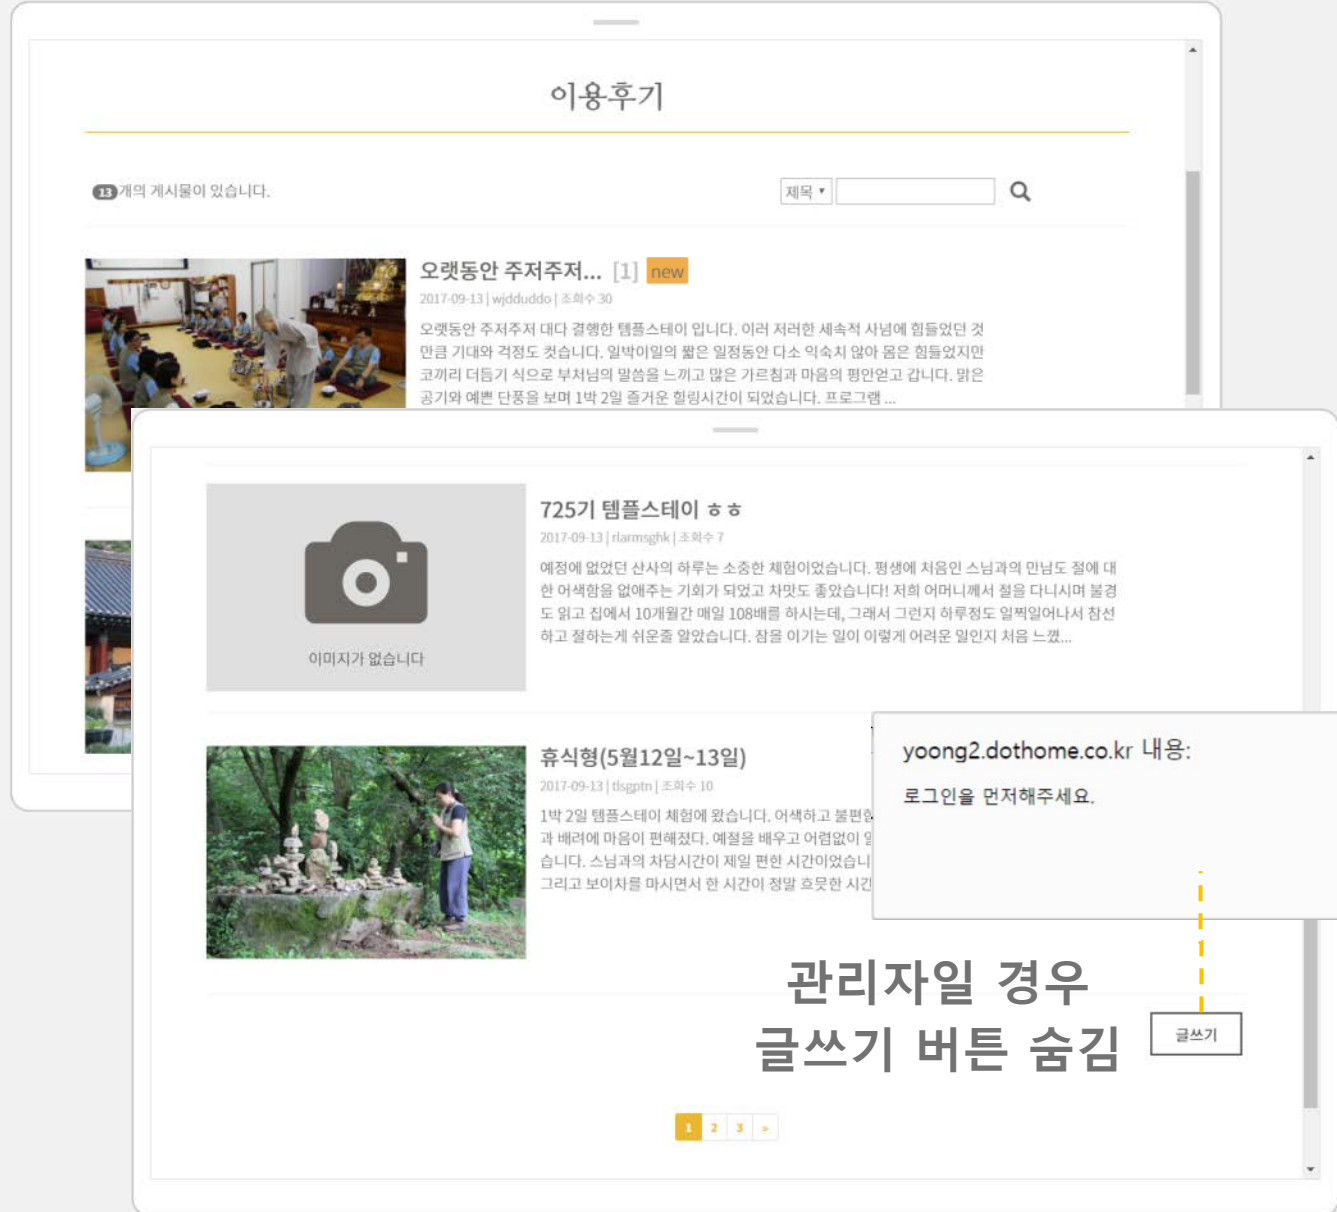 이용후기
13개의 게시물이 있습니다.
제목
오랫동안 주저주저... [1] new
2017-09-13 | wjdduddo | 조회수 30
오랫동안 주저주저 대다 결행한 템플스테이 입니다. 이러 저러한 세속적 사념에 힘들었던 것
만큼 기대와 걱정도 컷습니다. 일박이일의 짧은 일정동안 다소 익숙치 않아 몸은 힘들었지만
코끼리 더듬기 식으로 부처님의 말씀을 느끼고 많은 가르침과 마음의 평안얻고 갑니다. 맑은
공기와 예쁜 단풍을 보며 1박 2일 즐거운 힐링시간이 되었습니다. 프로그램 ...
725기 템플스테이 ㅎㅎ
2017-09-13 | rlarmsghk | 조회수 7
예정에 없었던 산사의 하루는 소중한 체험이었습니다. 평생에 처음인 스님과의 만남도 절에 대
한 어색함을 없애주는 기회가 되었고 차맛도 좋았습니다! 저희 어머니께서 절을 다니시며 불경
도 읽고 집에서 10개월간 매일 108배를 하시는데, 그래서 그런지 하루정도 일찍일어나서 참선
하고 절하는게 쉬운줄 알았습니다. 잠을 이기는 일이 이렇게 어려운 일인지 처음 느꼈...
이미지가 없습니다
휴식형(5월12일~13일)
2017-09-13 | tlsgptn | 조회수 10
1박 2일 템플스테이 체험에 왔습니다. 어색하고 불편한
과 배려에 마음이 편해졌다. 예절을 배우고 어렵없이
습니다. 스님과의 차담시간이 제일 편한 시간이었습니
그리고 보이차를 마시면서 한 시간이 정말 흐뭇한 시간
yoong2.dothome.co.kr 내용:
로그인을 먼저해주세요.
관리자일 경우
글쓰기 버튼 숨김
글쓰기
1 2 3 »